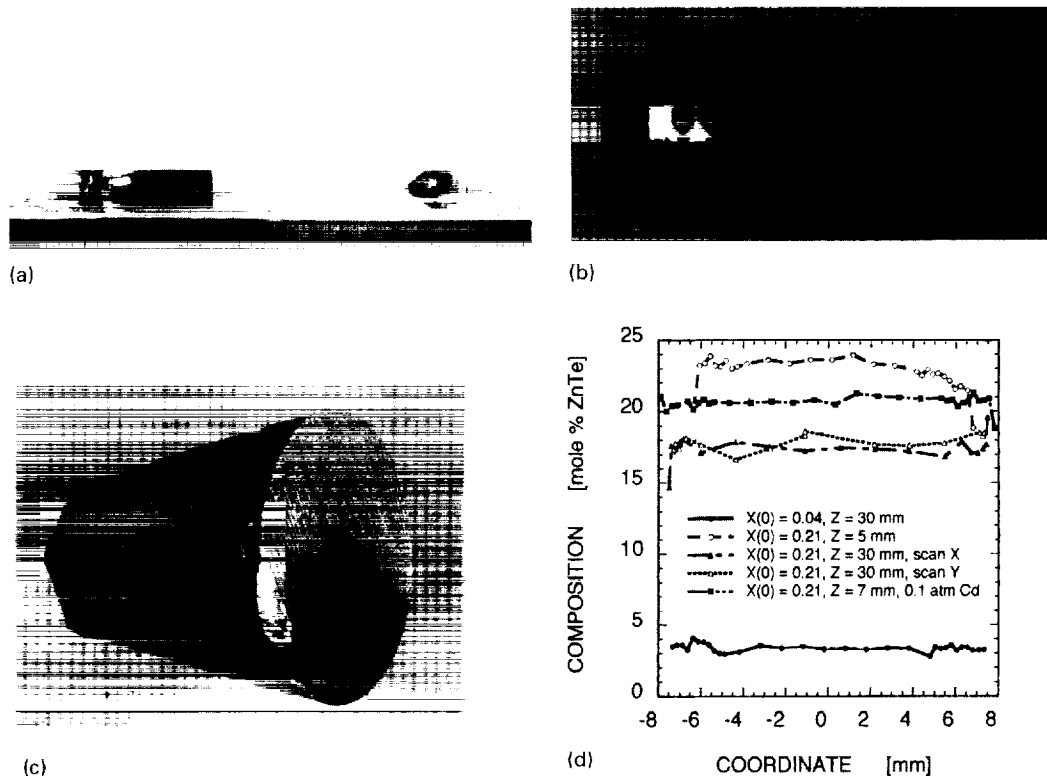 (a)
(b)
(c)
(d)
COMPOSITION [mole % ZnTe]
25
20
15
10
5
0
X(0) = 0.04, Z = 30 mm
X(0) = 0.21, Z = 5 mm
X(0) = 0.21, Z = 30 mm, scan X
X(0) = 0.21, Z = 30 mm, scan Y
X(0) = 0.21, Z = 7 mm, 0.1 atm Cd
-8 -6 -4 -2 0 2 4 6 8
COORDINATE [mm]